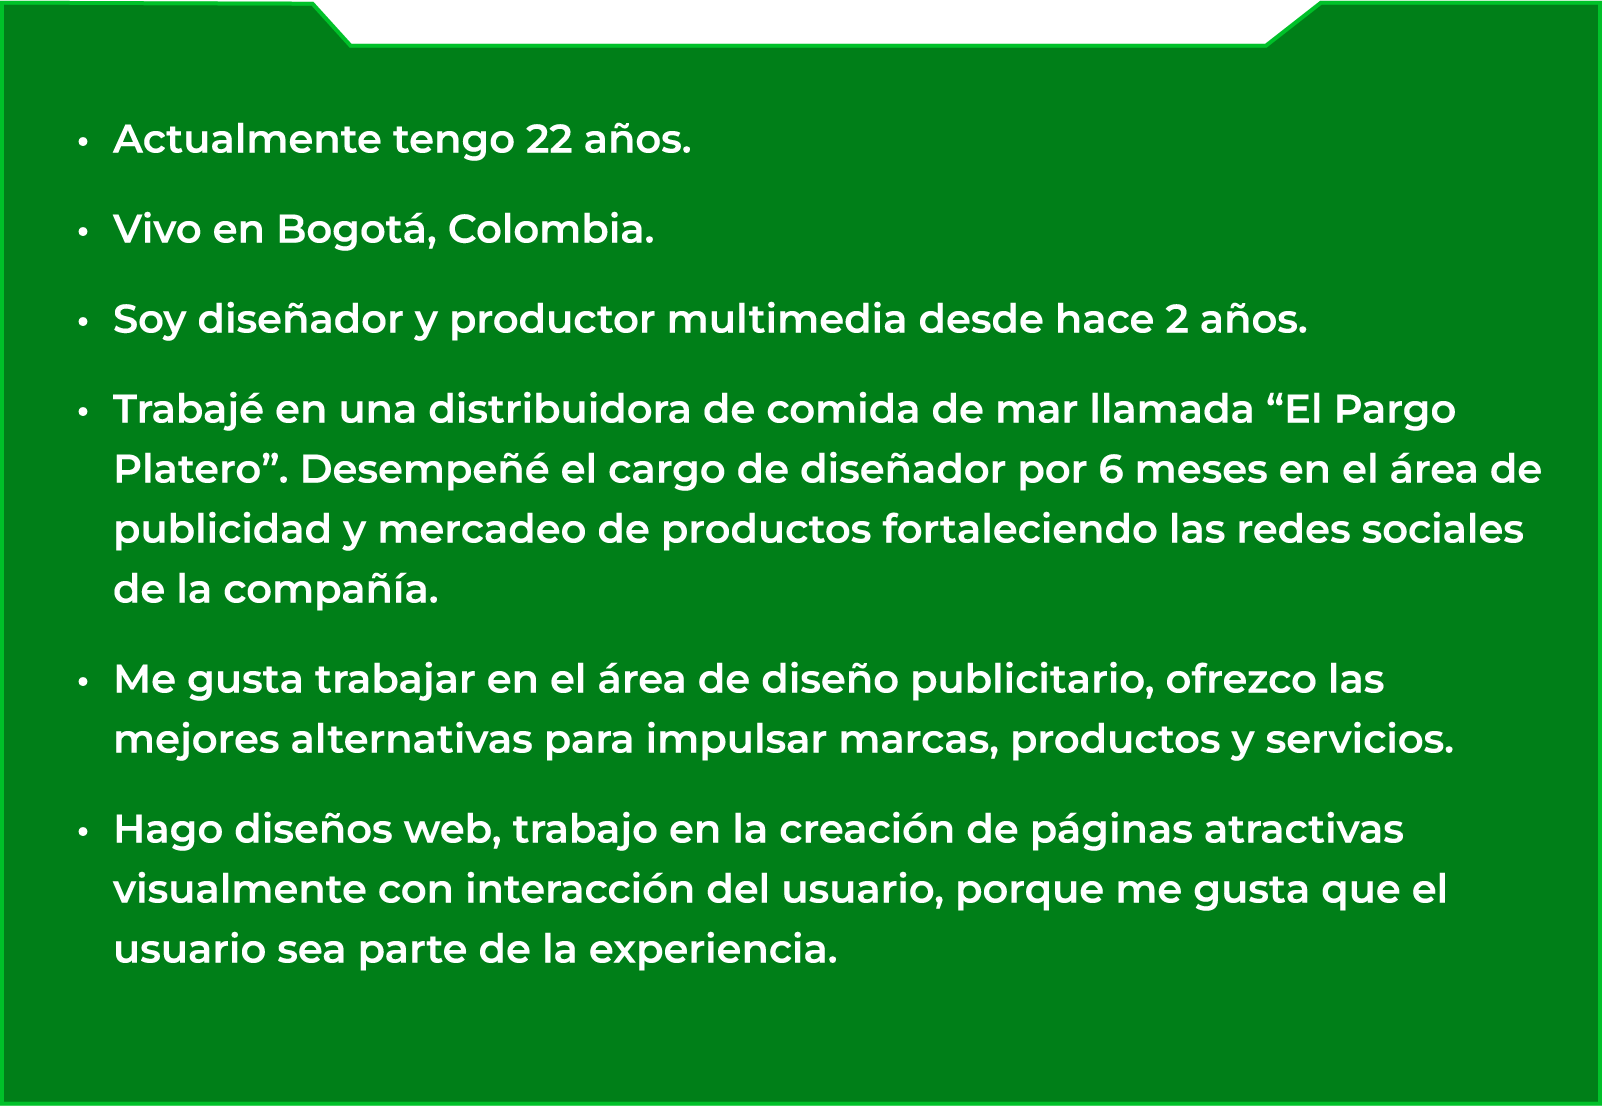 • Actualmente tengo 22 años.
• Vivo en Bogotá, Colombia.
• Soy diseñador y productor multimedia desde hace 2 años.
• Trabajé en una distribuidora de comida de mar llamada “El Pargo
Platero”. Desempeñé el cargo de diseñador por 6 meses en el área de
publicidad y mercadeo de productos fortaleciendo las redes sociales
de la compañía.
• Me gusta trabajar en el área de diseño publicitario, ofrezco las
mejores alternativas para impulsar marcas, productos y servicios.
• Hago diseños web, trabajo en la creación de páginas atractivas
visualmente con interacción del usuario, porque me gusta que el
usuario sea parte de la experiencia.